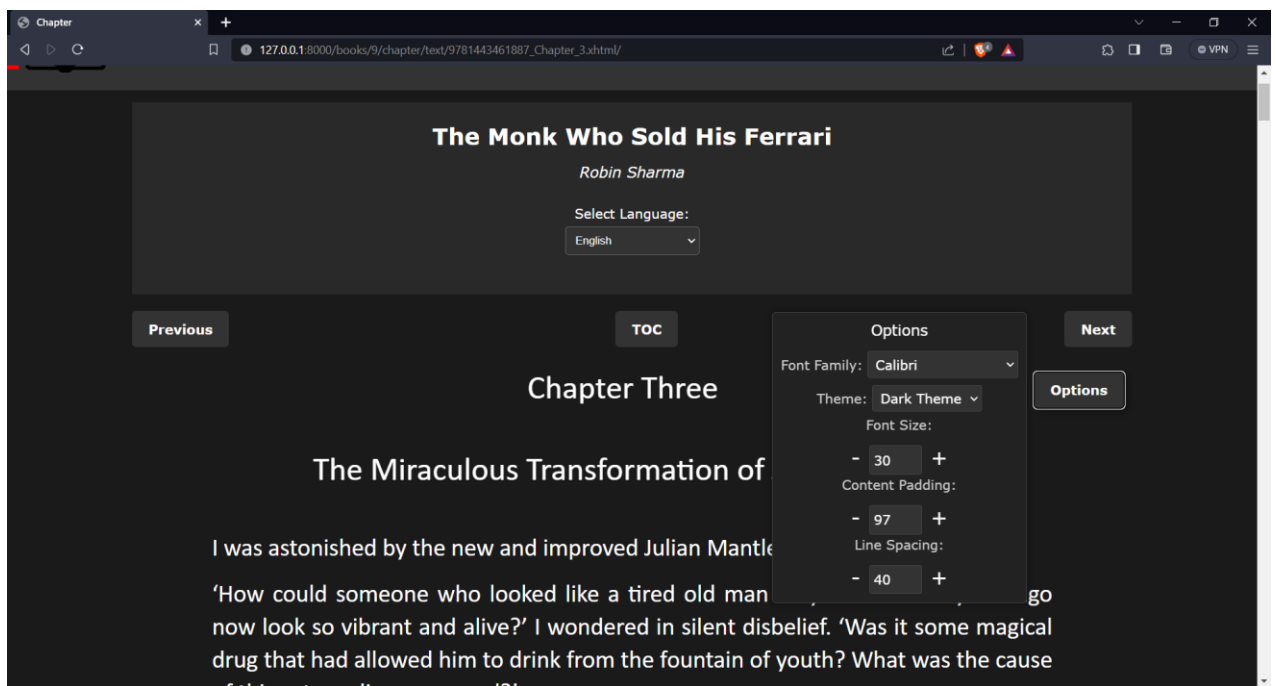 Chapter
127.0.0.1:8000/books/9/chapter/text/9781443461887_Chapter_3.xhtml/
VPN
The Monk Who Sold His Ferrari
Robin Sharma
Select Language:
English
Previous
TOC
Next
Options
Font Family: Calibri
Theme: Dark Theme
Font Size:
- 30 +
Content Padding:
- 97 +
Line Spacing:
- 40 +
Options
Chapter Three
The Miraculous Transformation of
I was astonished by the new and improved Julian Mantle
‘How could someone who looked like a tired old man go
now look so vibrant and alive?’ I wondered in silent disbelief. ‘Was it some magical
drug that had allowed him to drink from the fountain of youth? What was the cause